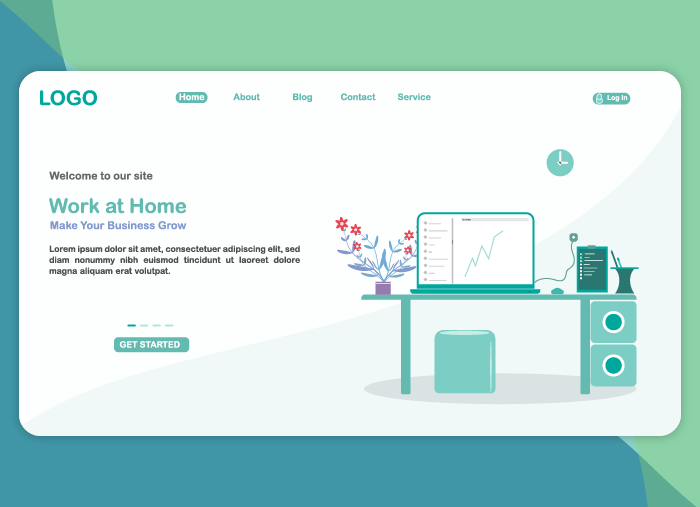 LOGO
Home About Blog Contact Service Log In
Welcome to our site
Work at Home
Make Your Business Grow
Lorem ipsum dolor sit amet, consectetuer adipiscing elit, sed
diam nonummy nibh euismod tincidunt ut laoreet dolore
magna aliquam erat volutpat.
GET STARTED